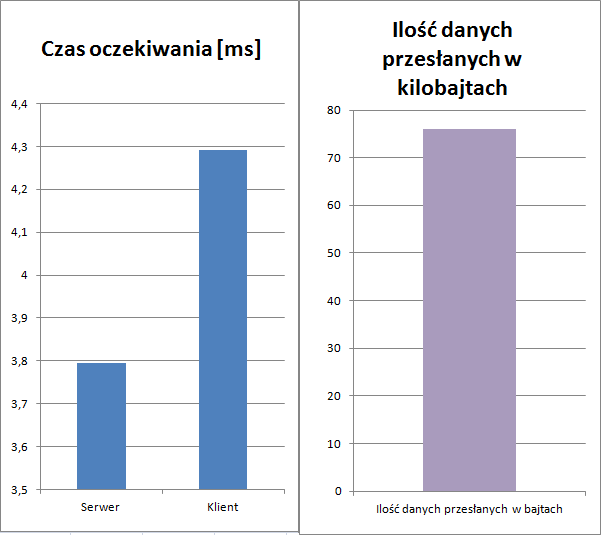 Czas oczekiwania [ms]
4,4
4,3
4,2
4,1
4
3,9
3,8
3,7
3,6
3,5
Serwer
Klient
Ilość danych
przesłanych w
kilobajtach
80
70
60
50
40
30
20
10
0
Ilość danych przesłanych w bajtach